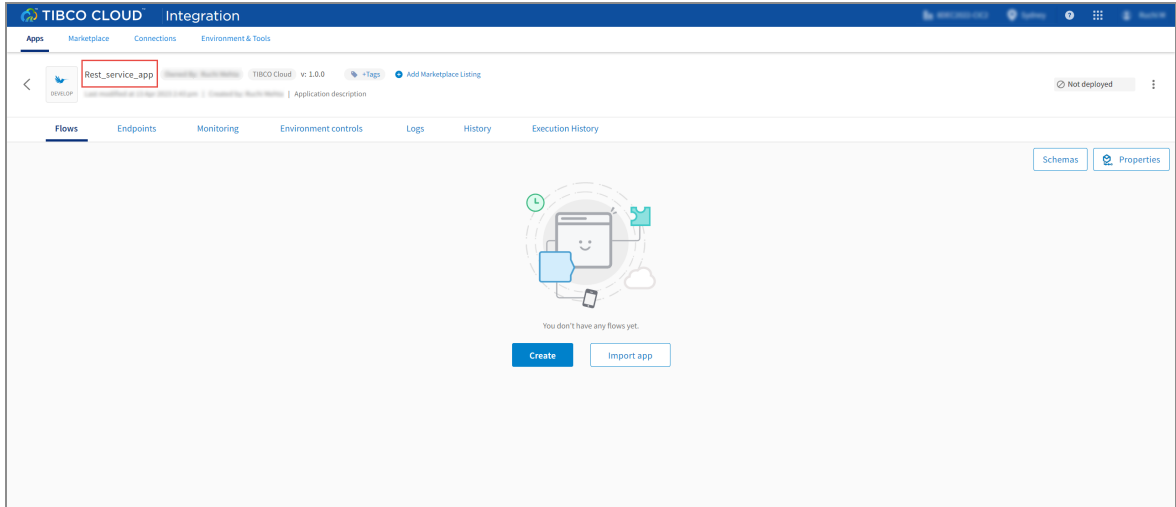 TIBCO CLOUD™ Integration
Apps Marketplace Connections Environment & Tools
Rest_service_app TIBCO Cloud v: 1.0.0 +Tags Add Marketplace Listing
DEVELOP | Application description
Not deployed
Flows Endpoints Monitoring Environment controls Logs History Execution History
Schemas Properties
You don't have any flows yet.
Create Import app